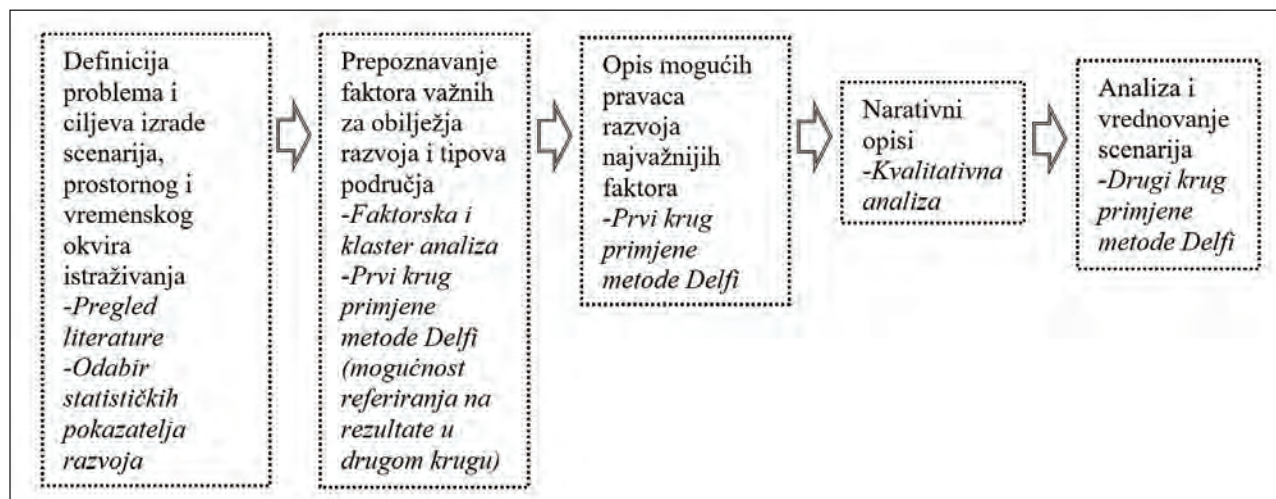 Definicija
problema i
ciljeva izrade
scenarija,
prostornog i
vremenskog
okvira
istraživanja
-Pregled
literature
-Odabir
statističkih
pokazatelja
razvoja
Prepoznavanje
faktora važnih
za obilježja
razvoja i tipova
područja
-Faktorska i
klaster analiza
-Prvi krug
primjene
metode Delfi
(mogućnost
referiranja na
rezultate u
drugom krugu)
Opis mogućih
pravaca
razvoja
najvažnijih
faktora
-Prvi krug
primjene
metode Delfi
Narativni
opisi
-Kvalitativna
analiza
Analiza i
vrednovanje
scenarija
-Drugi krug
primjene
metode Delfi